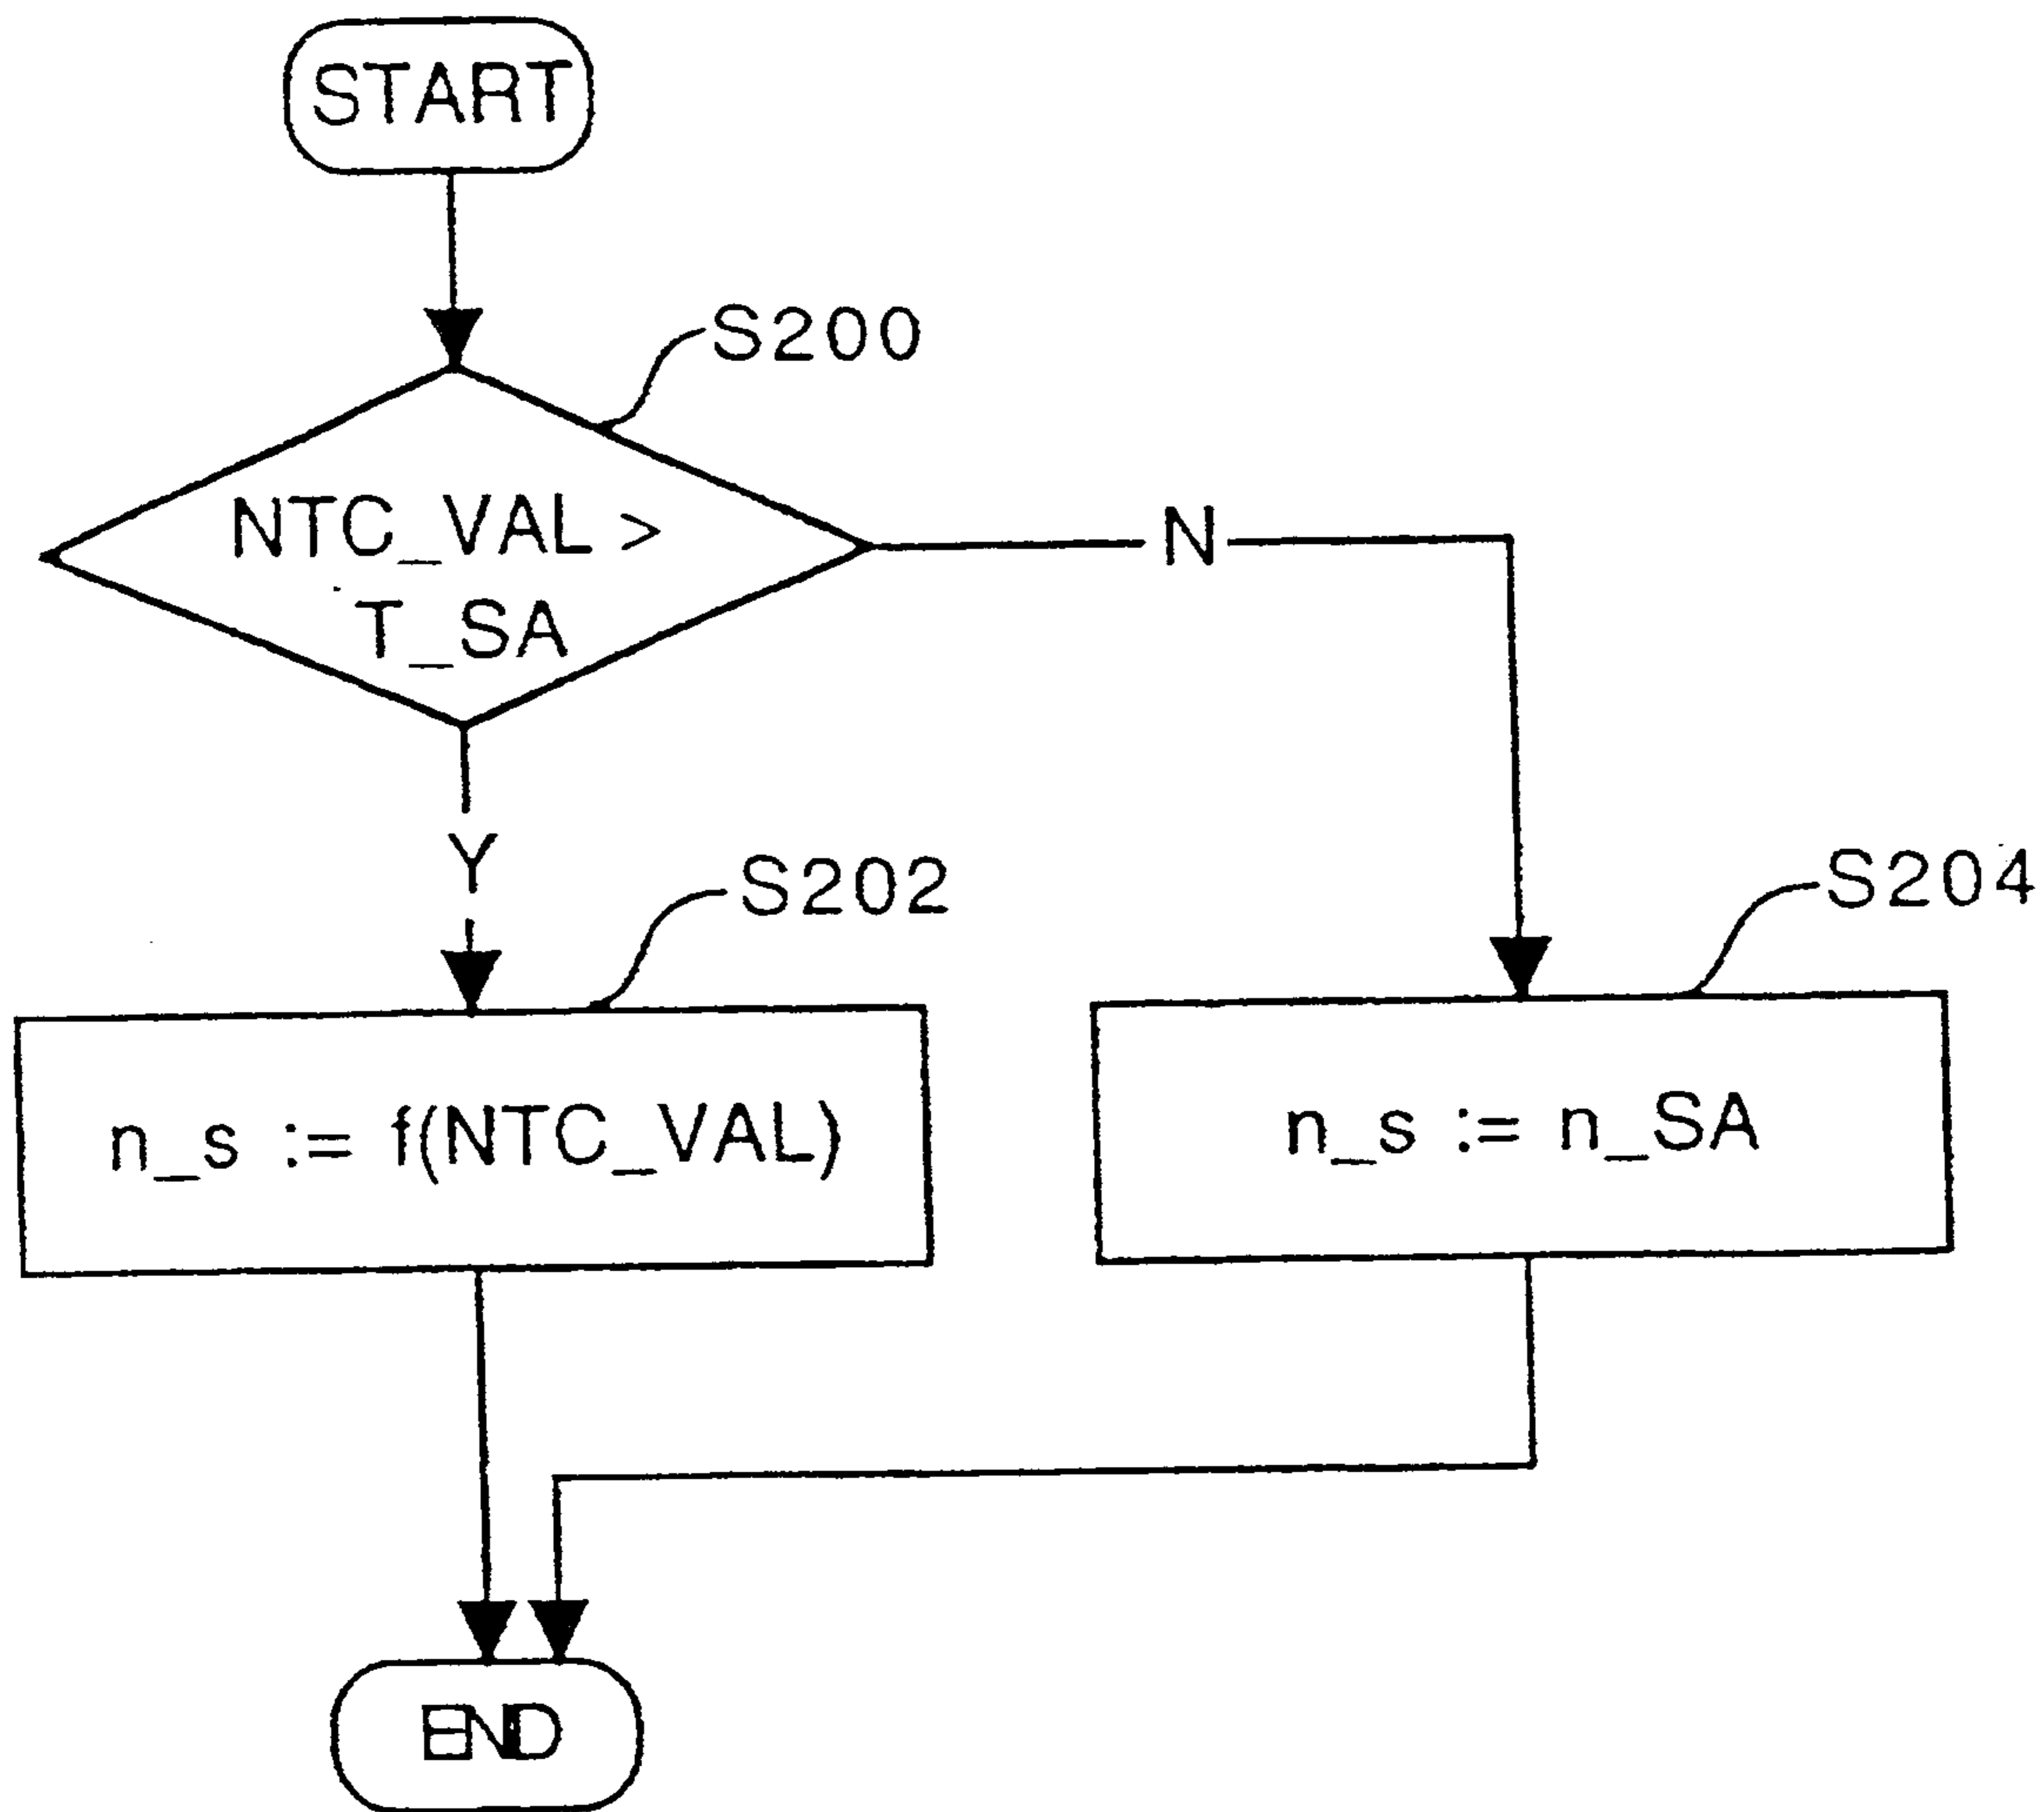 START
S200
NTC_VAL >
T_SA
N
Y
S202
S204
n_s := f(NTC_VAL)
n_s := n_SA
END